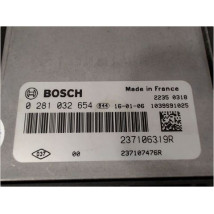 Made in France
BOSCH
2235 0318
0 281 032 654
16-01-06
1039S91025
237106319R
00
237107476R